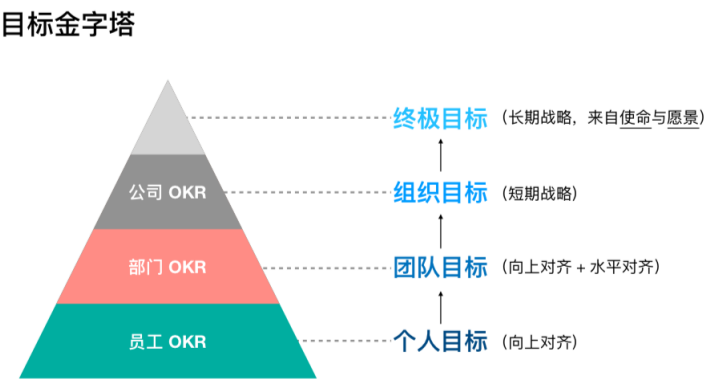 目标金字塔
终极目标（长期战略，来自使命与愿景）
公司 OKR 组织目标（短期战略）
部门 OKR 团队目标（向上对齐 + 水平对齐）
员工 OKR 个人目标（向上对齐）